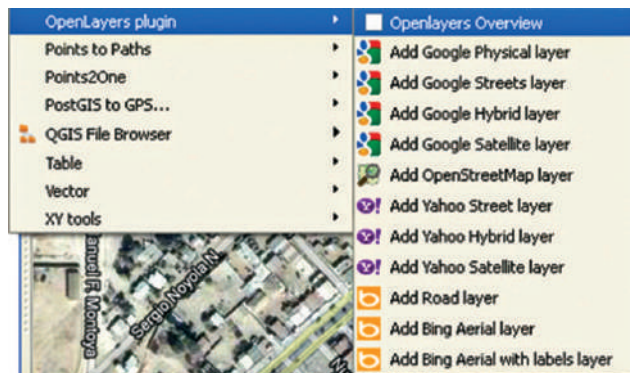 OpenLayers plugin
Points to Paths
Points2One
PostGIS to GPS...
QGIS File Browser
Table
Vector
XY tools
Openlayers Overview
Add Google Physical layer
Add Google Streets layer
Add Google Hybrid layer
Add Google Satellite layer
Add OpenStreetMap layer
Y! Add Yahoo Street layer
Y! Add Yahoo Hybrid layer
Y! Add Yahoo Satellite layer
b Add Road layer
b Add Bing Aerial layer
b Add Bing Aerial with labels layer
anuel F. Montoya
Sergio Noyola N